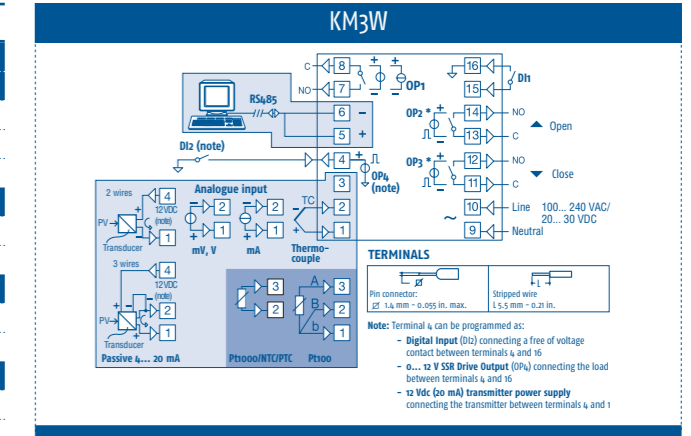 KM3W
C
8
+
+
OP1
NO
7
-
-
RS485
6 -
5 +
DI2 (note)
4
+
OP4
(note)
-
16
DI1
15
OP2 *
+
14
NO
-
13
C
Open
OP3 *
+
12
NO
-
11
C
Close
~
10
Line 100... 240 VAC/
20... 30 VDC
9
Neutral
Analogue input
2 wires
4
12VDC
(note)
PV
+
-
1
Transducer
3 wires
4
12VDC
(note)
+
-
2
PV
+
1
Transducer
Passive 4... 20 mA
-
2
+
1
mV, V
-
2
+
1
mA
3
TC
-
2
+
1
Thermo-
couple
3
2
Pt1000/NTC/PTC
A
3
B
2
b
1
Pt100
TERMINALS
Pin connector:
Ø 1.4 mm - 0.055 in. max.
L
Stripped wire
L 5.5 mm - 0.21 in.
Note: Terminal 4 can be programmed as:
- Digital Input (DI2) connecting a free of voltage
contact between terminals 4 and 16
- 0... 12 V SSR Drive Output (OP4) connecting the load
between terminals 4 and 16
- 12 Vdc (20 mA) transmitter power supply
connecting the transmitter between terminals 4 and 1